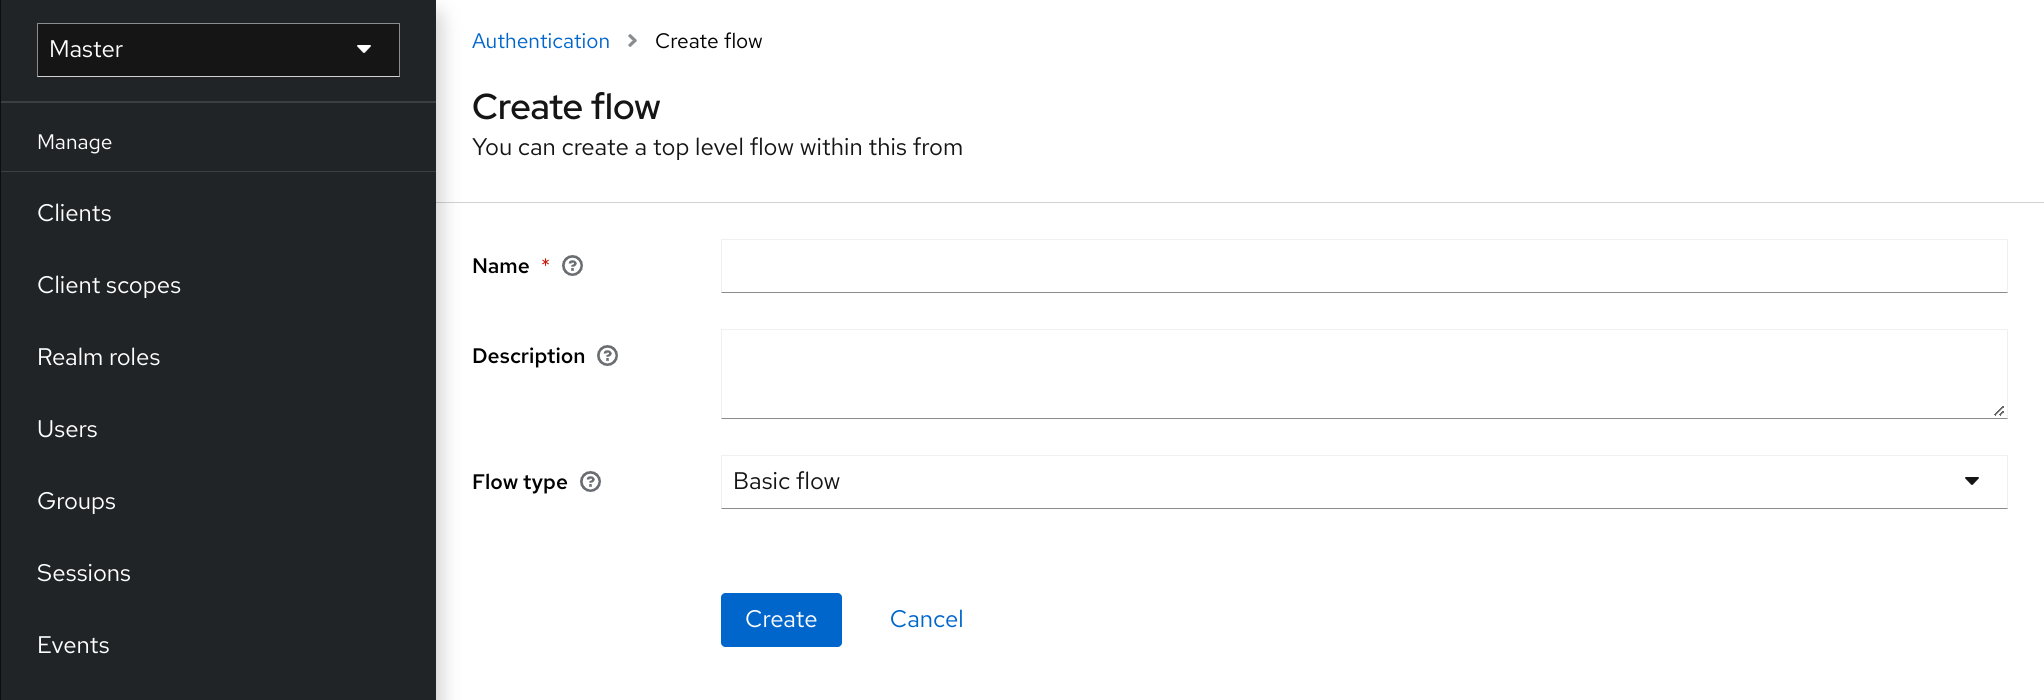 Master
Manage
Clients
Client scopes
Realm roles
Users
Groups
Sessions
Events
Authentication > Create flow
Create flow
You can create a top level flow within this from
Name *
Description
Flow type
Basic flow
Create
Cancel